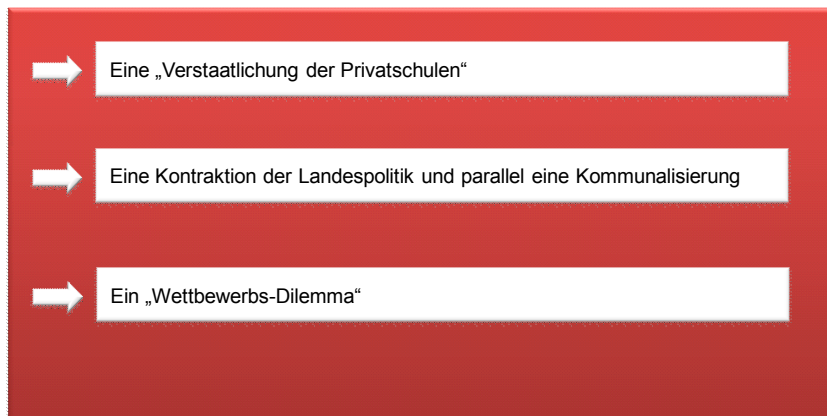 Eine „Verstaatlichung der Privatschulen“
Eine Kontraktion der Landespolitik und parallel eine Kommunalisierung
Ein „Wettbewerbs-Dilemma“